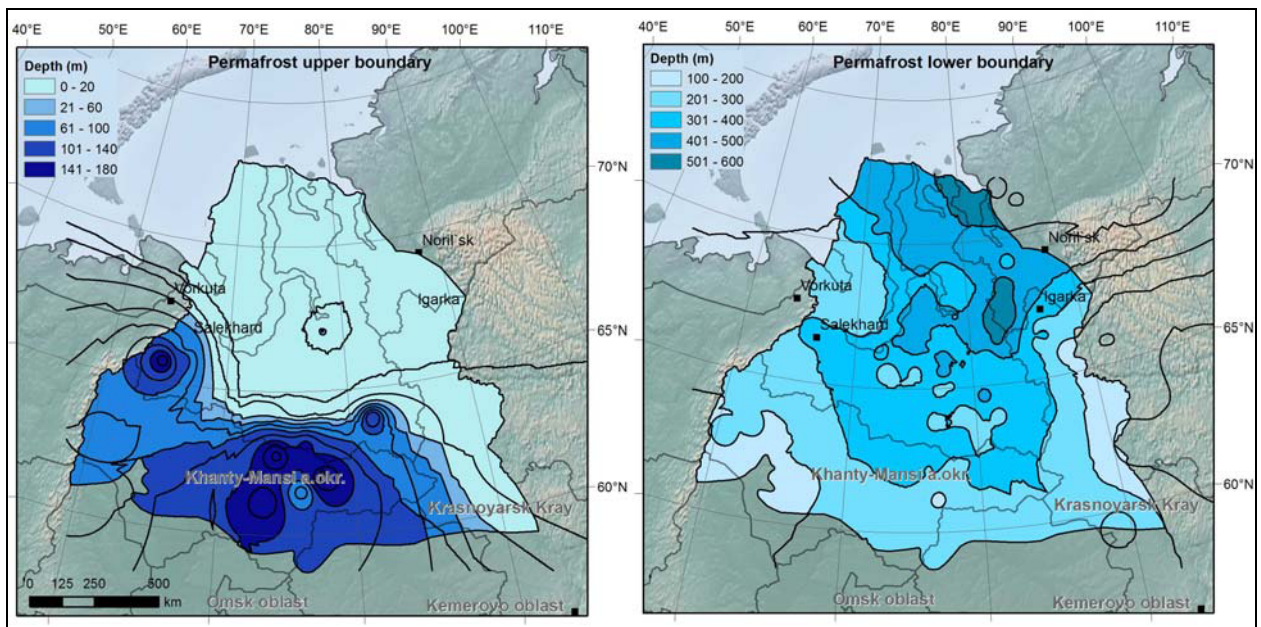 40°E 50°E 60°E 70°E 80°E 90°E 100°E 110°E
Depth (m)
0 - 20
21 - 60
61 - 100
101 - 140
141 - 180
Permafrost upper boundary
70°N
Noril`sk
Vorkuta
Igarka
Salekhard
65°N
Khanty-Mansi a.okr.
60°N
Krasnoyarsk Kray
0 125 250 500
km
Omsk oblast
Kemerovo oblast
40°E 50°E 60°E 70°E 80°E 90°E 100°E 110°E
Depth (m)
100 - 200
201 - 300
301 - 400
401 - 500
501 - 600
Permafrost lower boundary
70°N
Noril`sk
Vorkuta
Igarka
Salekhard
65°N
Khanty-Mansi a.okr.
60°N
Krasnoyarsk Kray
Omsk oblast
Kemerovo oblast